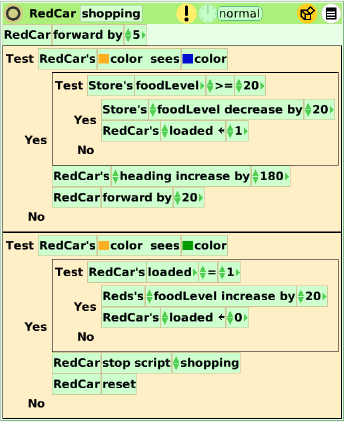 RedCar shopping ! normal
RedCar forward by 5
Test RedCar's color sees color
Test Store's foodLevel >= 20
Yes Store's foodLevel decrease by 20
RedCar's loaded ← 1
No
Yes RedCar's heading increase by 180
RedCar forward by 20
No
Test RedCar's color sees color
Test RedCar's loaded = 1
Yes Reds's foodLevel increase by 20
RedCar's loaded ← 0
No
Yes RedCar stop script shopping
RedCar reset
No